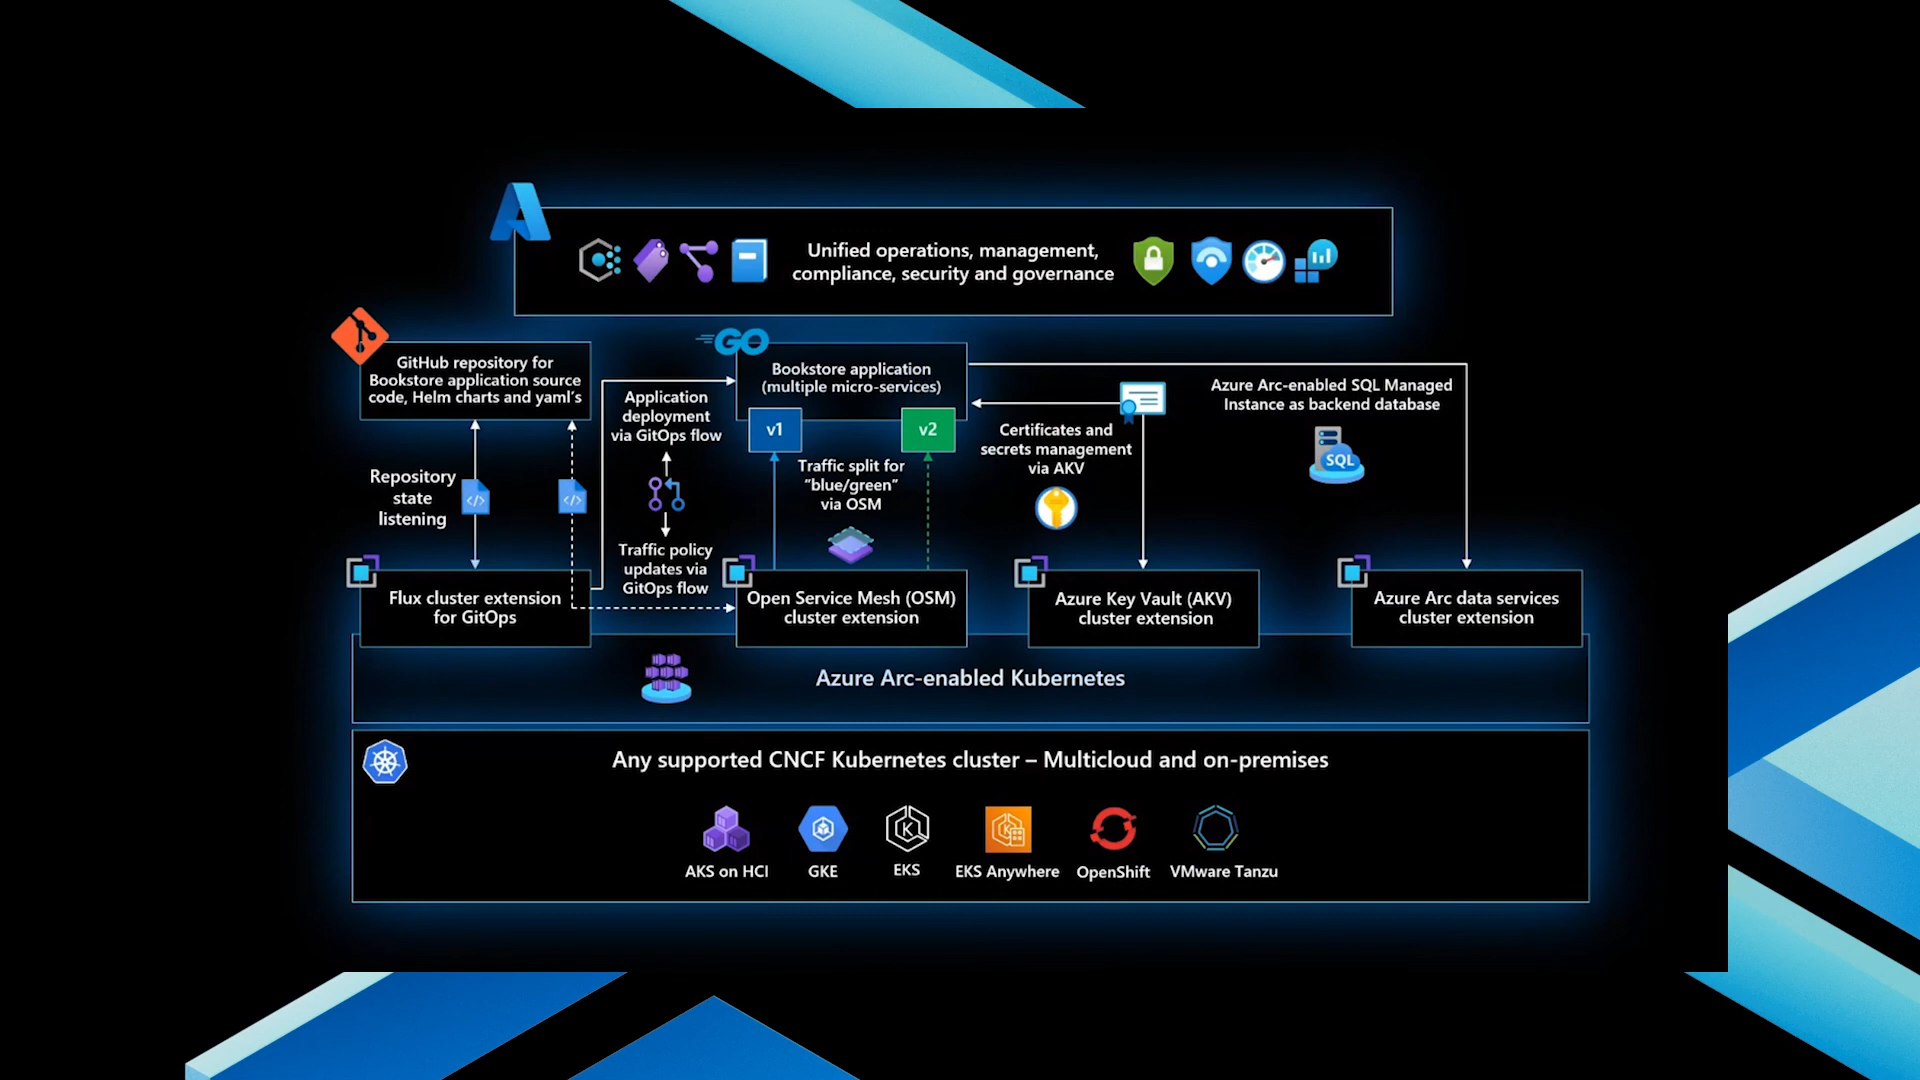 Unified operations, management,
compliance, security and governance
GitHub repository for
Bookstore application source
code, Helm charts and yaml's
GO
Bookstore application
(multiple micro-services)
v1
v2
Application
deployment
via GitOps flow
Traffic policy
updates via
GitOps flow
Repository
state
listening
</>
</>
Traffic split for
“blue/green”
via OSM
Certificates and
secrets management
via AKV
Azure Arc-enabled SQL Managed
Instance as backend database
SQL
Flux cluster extension
for GitOps
Open Service Mesh (OSM)
cluster extension
Azure Key Vault (AKV)
cluster extension
Azure Arc data services
cluster extension
Azure Arc-enabled Kubernetes
Any supported CNCF Kubernetes cluster – Multicloud and on-premises
AKS on HCI
GKE
EKS
EKS Anywhere
OpenShift
VMware Tanzu